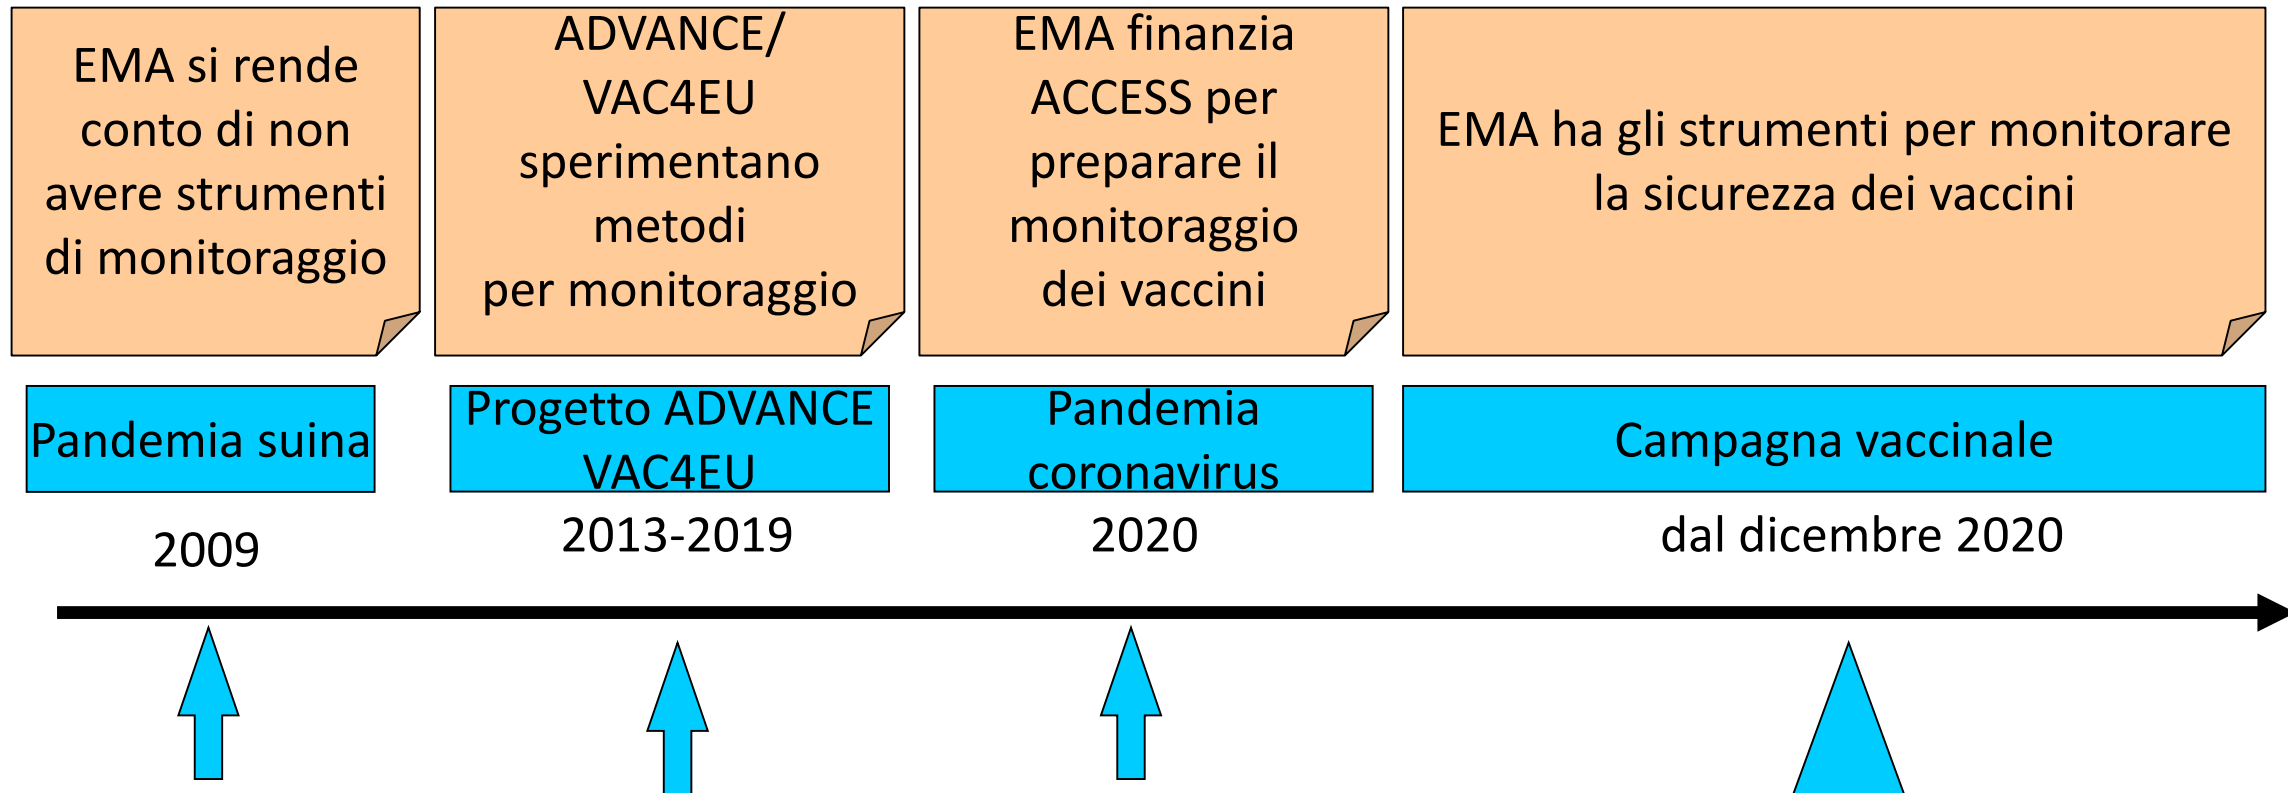 EMA si rende
conto di non
avere strumenti
di monitoraggio
ADVANCE/
VAC4EU
sperimentano
metodi
per monitoraggio
EMA finanzia
ACCESS per
preparare il
monitoraggio
dei vaccini
EMA ha gli strumenti per monitorare
la sicurezza dei vaccini
Pandemia suina
Progetto ADVANCE
VAC4EU
Pandemia
coronavirus
Campagna vaccinale
2009
2013-2019
2020
dal dicembre 2020